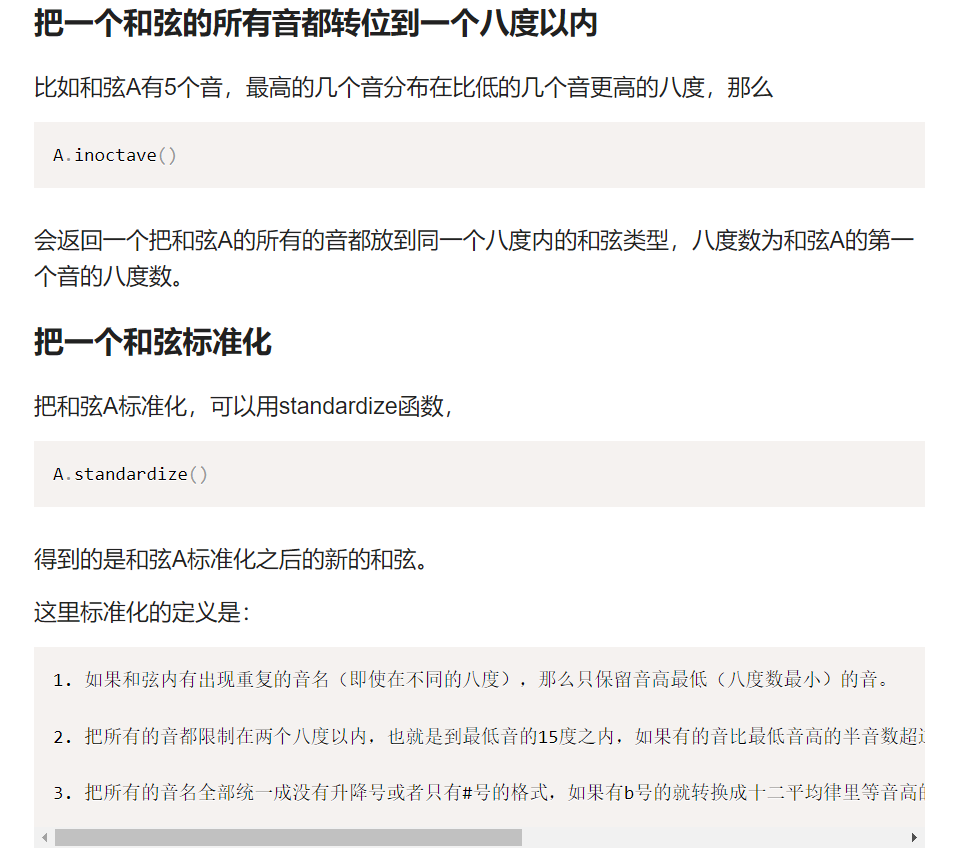 把一个和弦的所有音都转位到一个八度以内
比如和弦A有5个音，最高的几个音分布在比低的几个音更高的八度，那么
A.inoctave()
会返回一个把和弦A的所有的音都放到同一个八度内的和弦类型，八度数为和弦A的第一
个音的八度数。
把一个和弦标准化
把和弦A标准化，可以用standardize函数，
A.standardize()
得到的是和弦A标准化之后的新的和弦。
这里标准化的定义是：
1. 如果和弦内有出现重复的音名（即使在不同的八度），那么只保留音高最低（八度数最小）的音。
2. 把所有的音都限制在两个八度以内，也就是到最低音的15度之内，如果有的音比最低音高的半音数超
3. 把所有的音名全部统一成没有升降号或者只有#号的格式，如果有b号的就转换成十二平均律里等音高